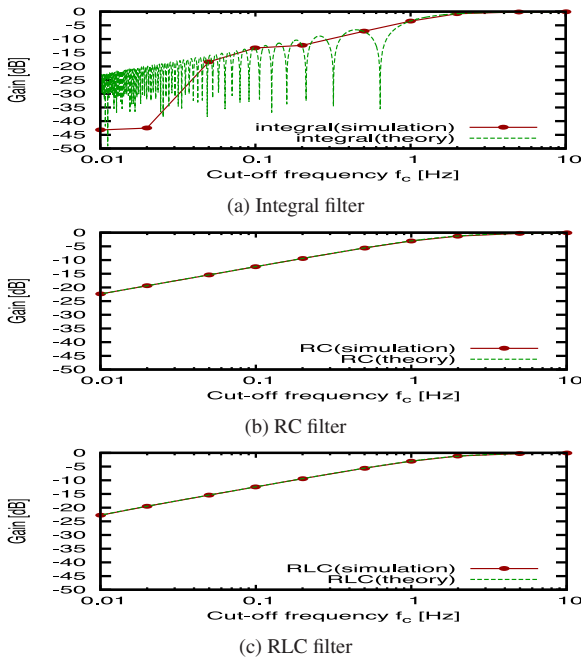 0
-5
-10
-15
-20
-25
-30
-35
-40
-45
-50
Gain [dB]
integral(simulation)
integral(theory)
0.01 0.1 1 10
Cut-off frequency f_c [Hz]
(a) Integral filter
0
-5
-10
-15
-20
-25
-30
-35
-40
-45
-50
Gain [dB]
RC(simulation)
RC(theory)
0.01 0.1 1 10
Cut-off frequency f_c [Hz]
(b) RC filter
0
-5
-10
-15
-20
-25
-30
-35
-40
-45
-50
Gain [dB]
RLC(simulation)
RLC(theory)
0.01 0.1 1 10
Cut-off frequency f_c [Hz]
(c) RLC filter